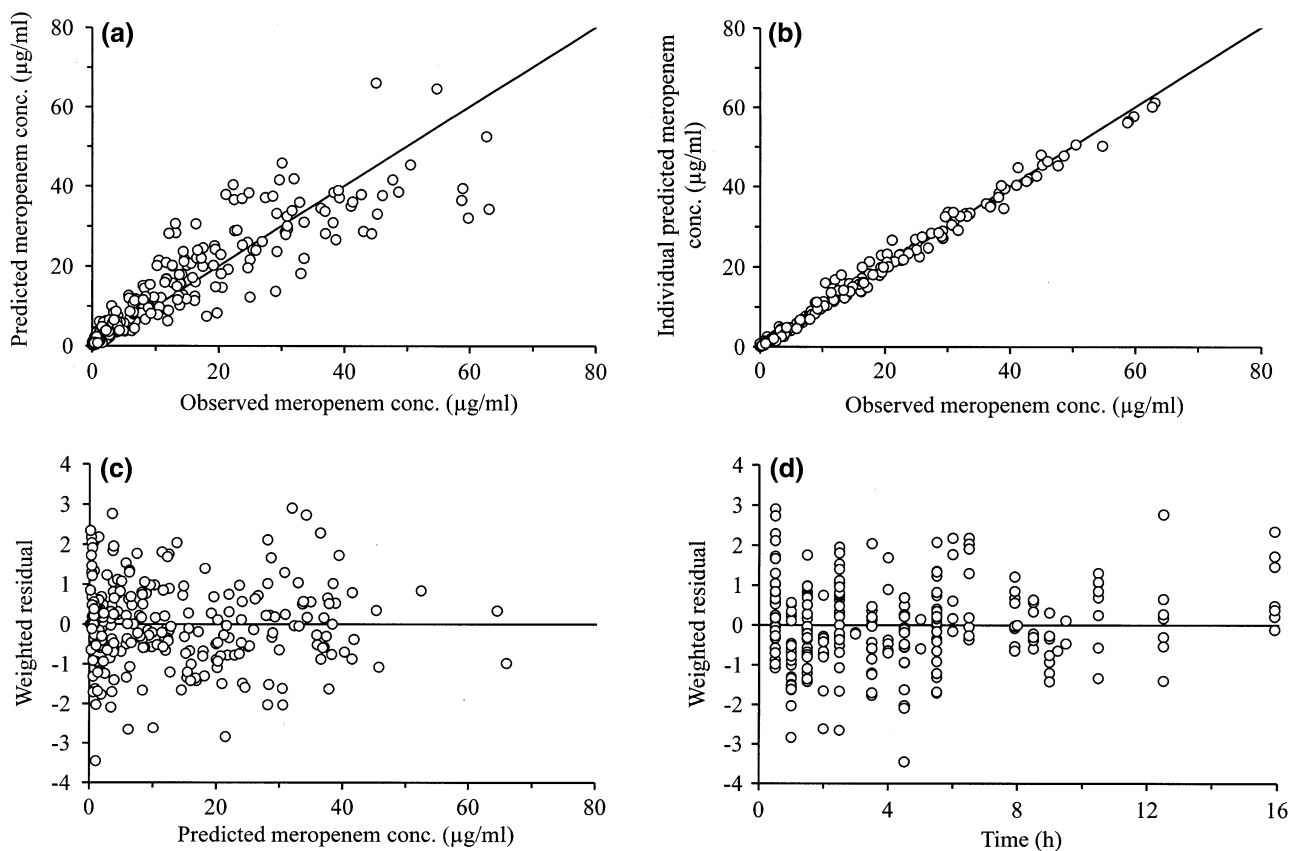 (a)
Predicted meropenem conc. (µg/ml)
80
60
40
20
0
0 20 40 60 80
Observed meropenem conc. (µg/ml)
(b)
Individual predicted meropenem
conc. (µg/ml)
80
60
40
20
0
0 20 40 60 80
Observed meropenem conc. (µg/ml)
(c)
Weighted residual
4
3
2
1
0
-1
-2
-3
-4
0 20 40 60 80
Predicted meropenem conc. (µg/ml)
(d)
Weighted residual
4
3
2
1
0
-1
-2
-3
-4
0 4 8 12 16
Time (h)